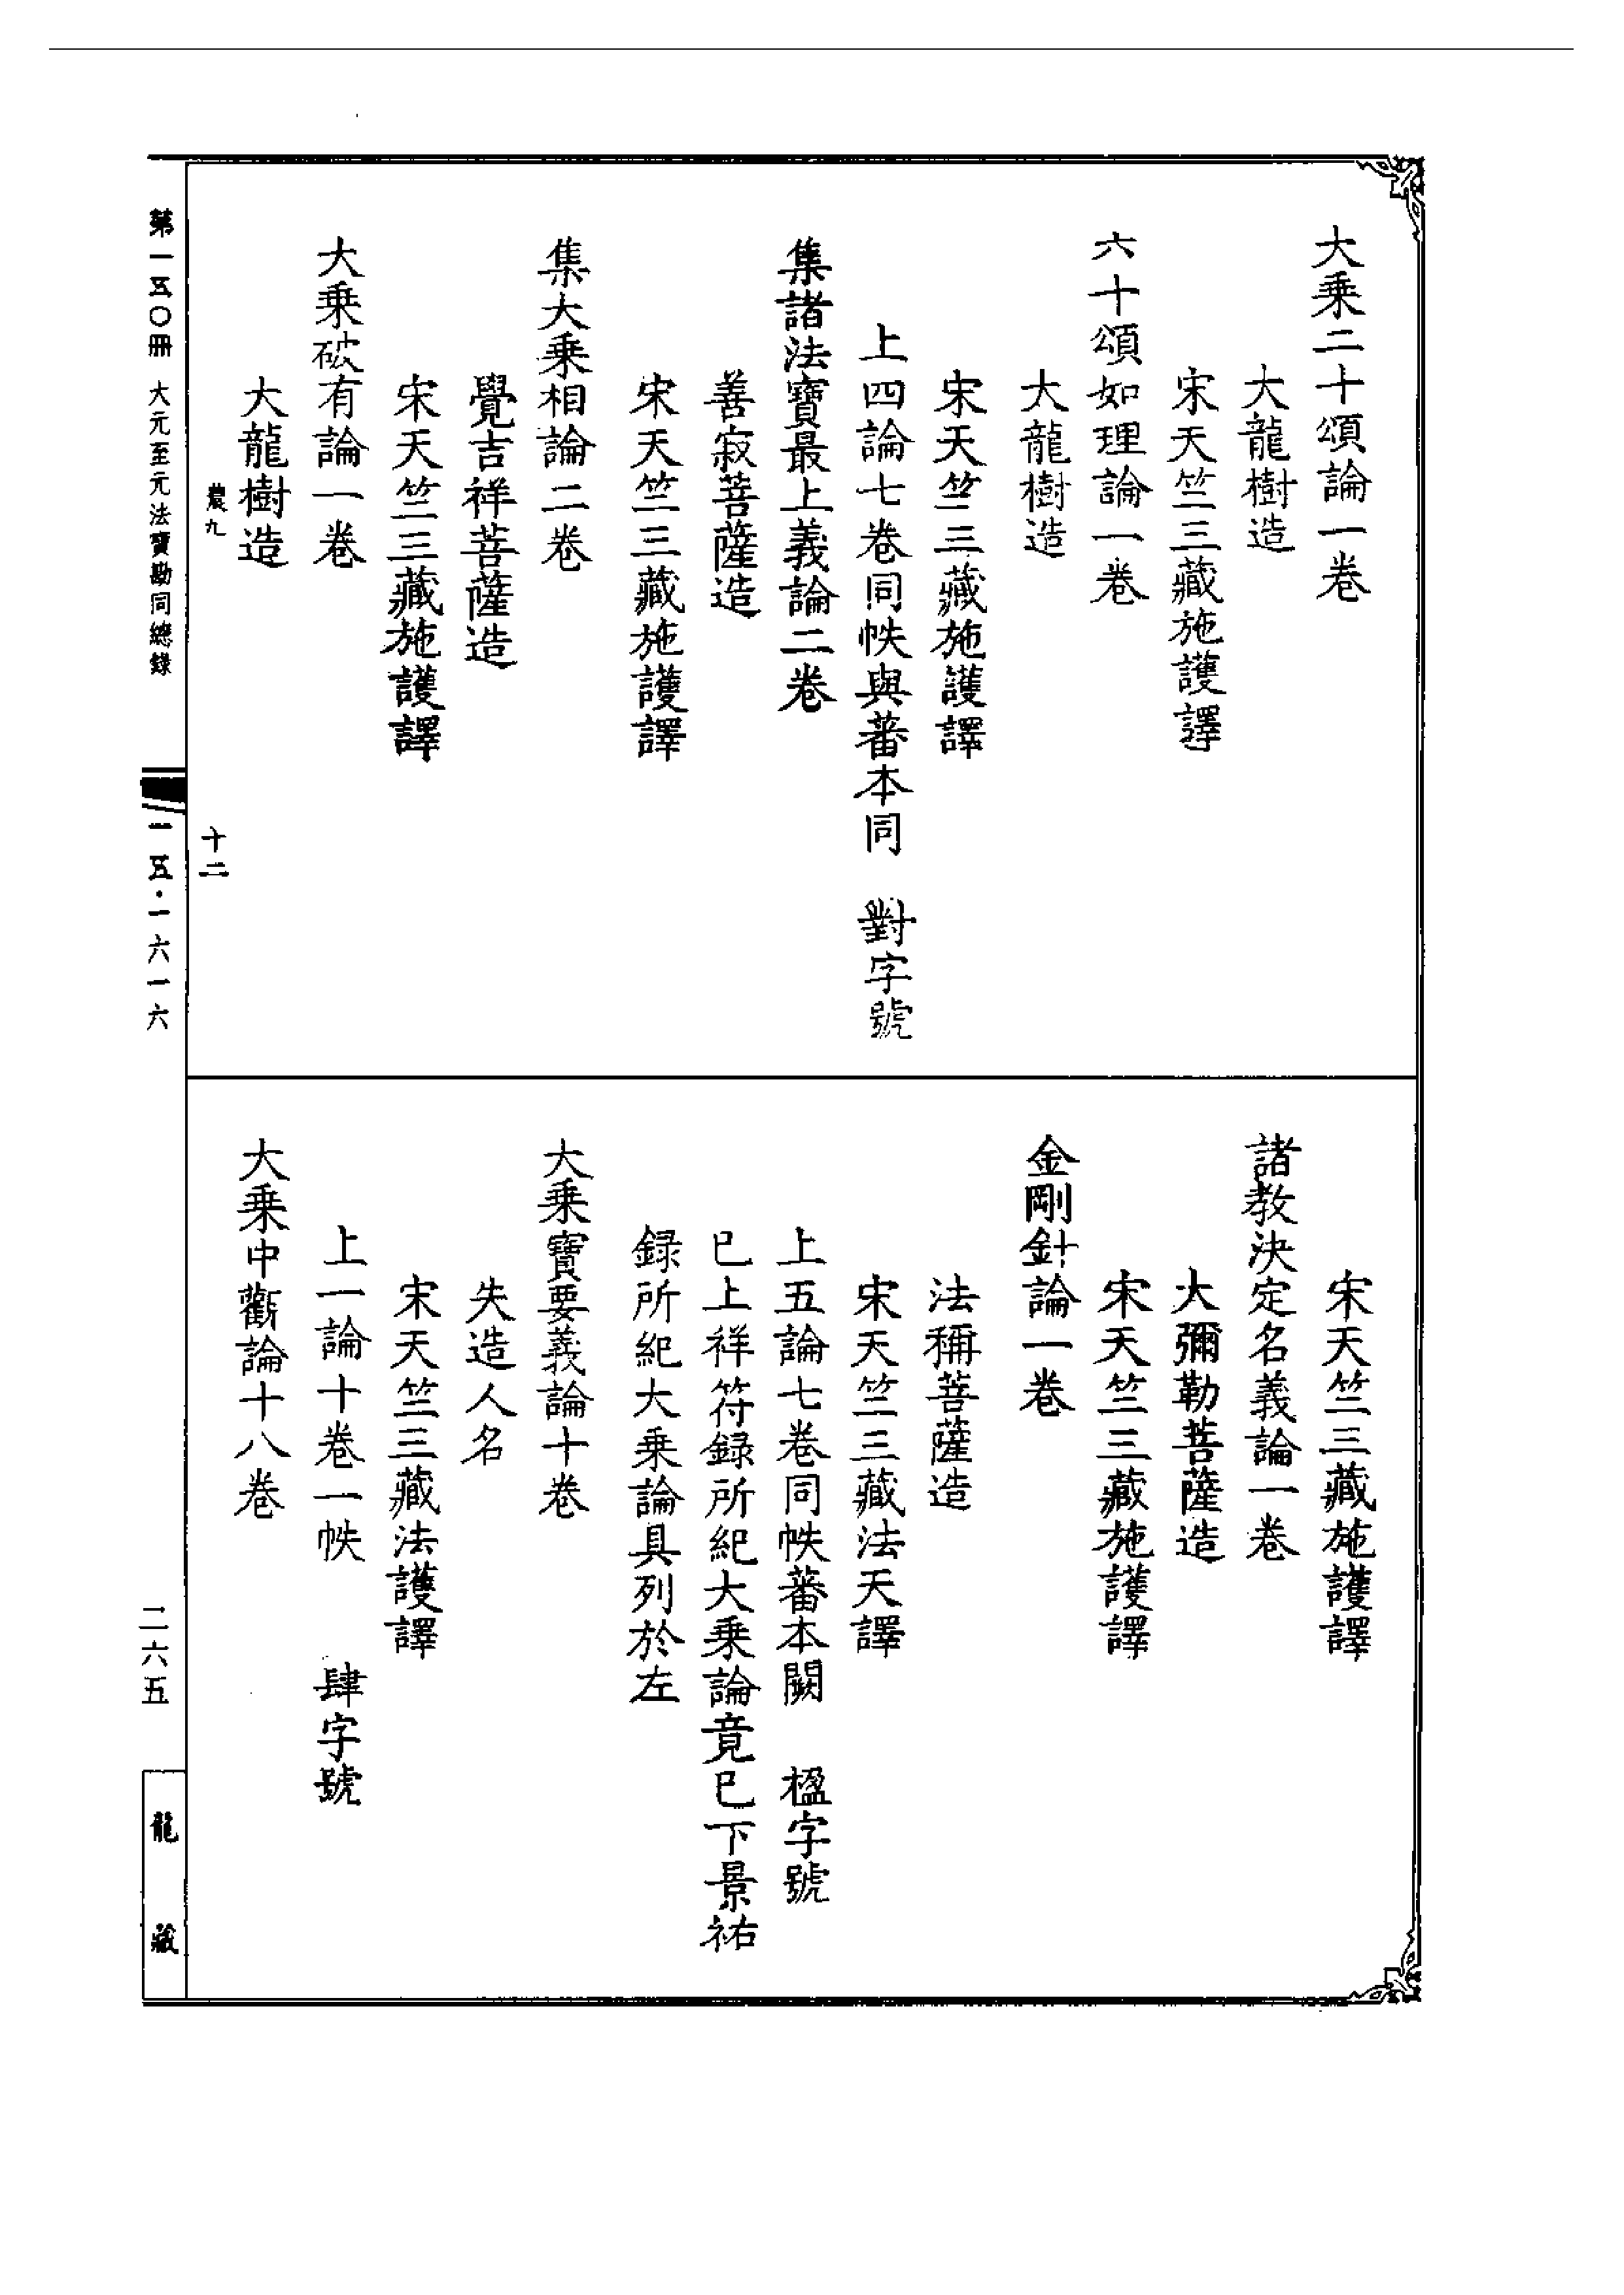 大乗二十頌論一卷
大龍樹造
宋天竺三藏施護譯
六十頌如理論一卷
大龍樹造
宋天竺三藏施護譯
上四論七卷同帙與蕃本同　對字號
集諸法寶最上義論二卷
善寂菩薩造
宋天竺三藏施護譯
集大乗相論二卷
覺吉祥菩薩造
宋天竺三藏施護譯
大乗破有論一卷
大龍樹造
農九
十二
宋天竺三藏施護譯
諸教決定名義論一卷
大彌勒菩薩造
宋天竺三藏施護譯
金剛針論一卷
法稱菩薩造
宋天竺三藏法天譯
上五論七卷同帙蕃本闕　楹字號
已上祥符録所紀大乗論竟已下景祐
録所紀大乗論具列於左
大乗寶要義論十卷
失造人名
宋天竺三藏法護譯
上一論十卷一帙　肆字號
大乗中觀論十八卷
第一五〇冊　大元至元法寶勘同總錄
一五·一六一六
二六五
龍藏